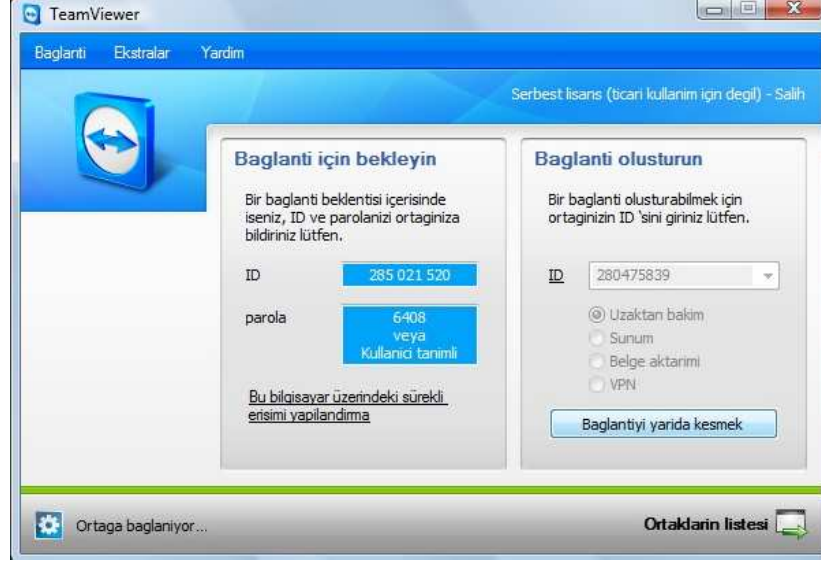 TeamViewer
Baglanti Ekstralar Yardim
Serbest lisans (ticari kullanim için degil) - Salih
Baglanti için bekleyin
Bir baglanti beklentisi içerisinde
iseniz, ID ve parolanizi ortaginiza
bildiriniz lütfen.
ID 285 021 520
parola 6408
veya
Kullanici tanimli
Bu bilgisayar üzerindeki sürekli
erisimi yapilandirma
Baglanti olusturun
Bir baglanti olusturabilmek için
ortaginizin ID 'sini giriniz lütfen.
ID 280475839
Uzaktan bakim
Sunum
Belge aktarimi
VPN
Baglantiyi yarida kesmek
Ortaga baglaniyor...
Ortaklarin listesi